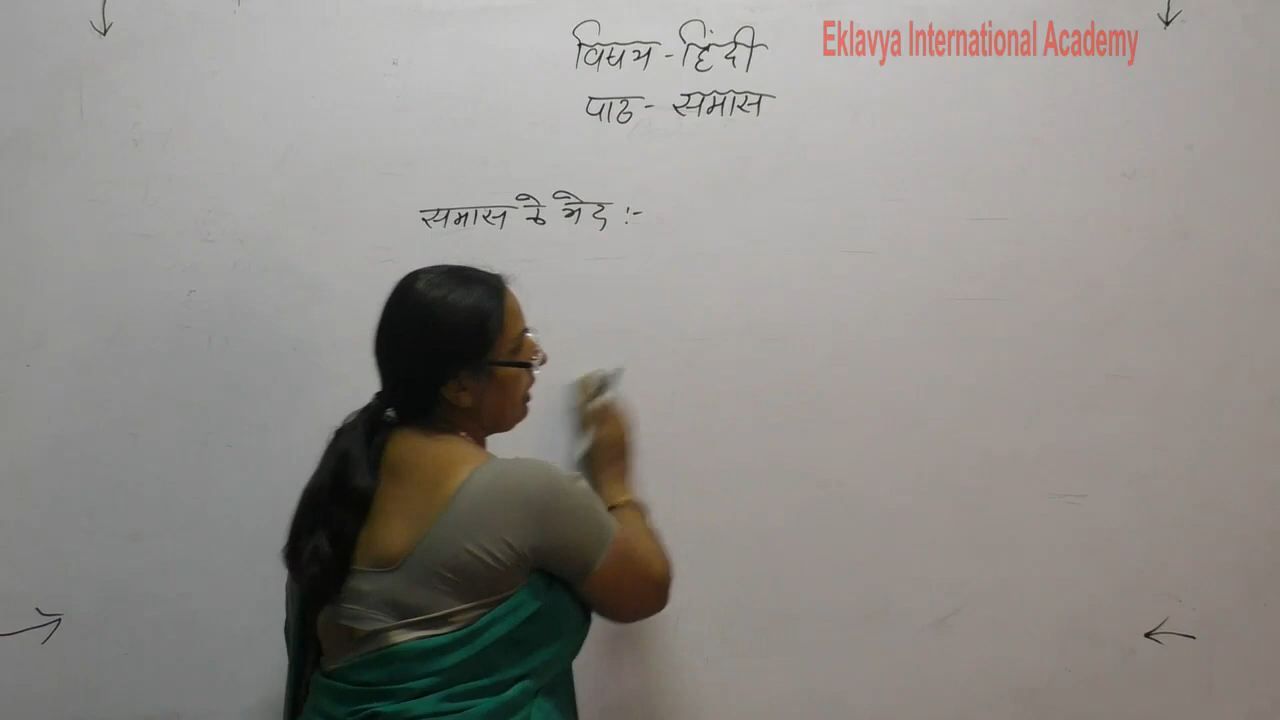 Eklavya International Academy
विषय - हिंदी
पाठ - समास
समास के भेद :-